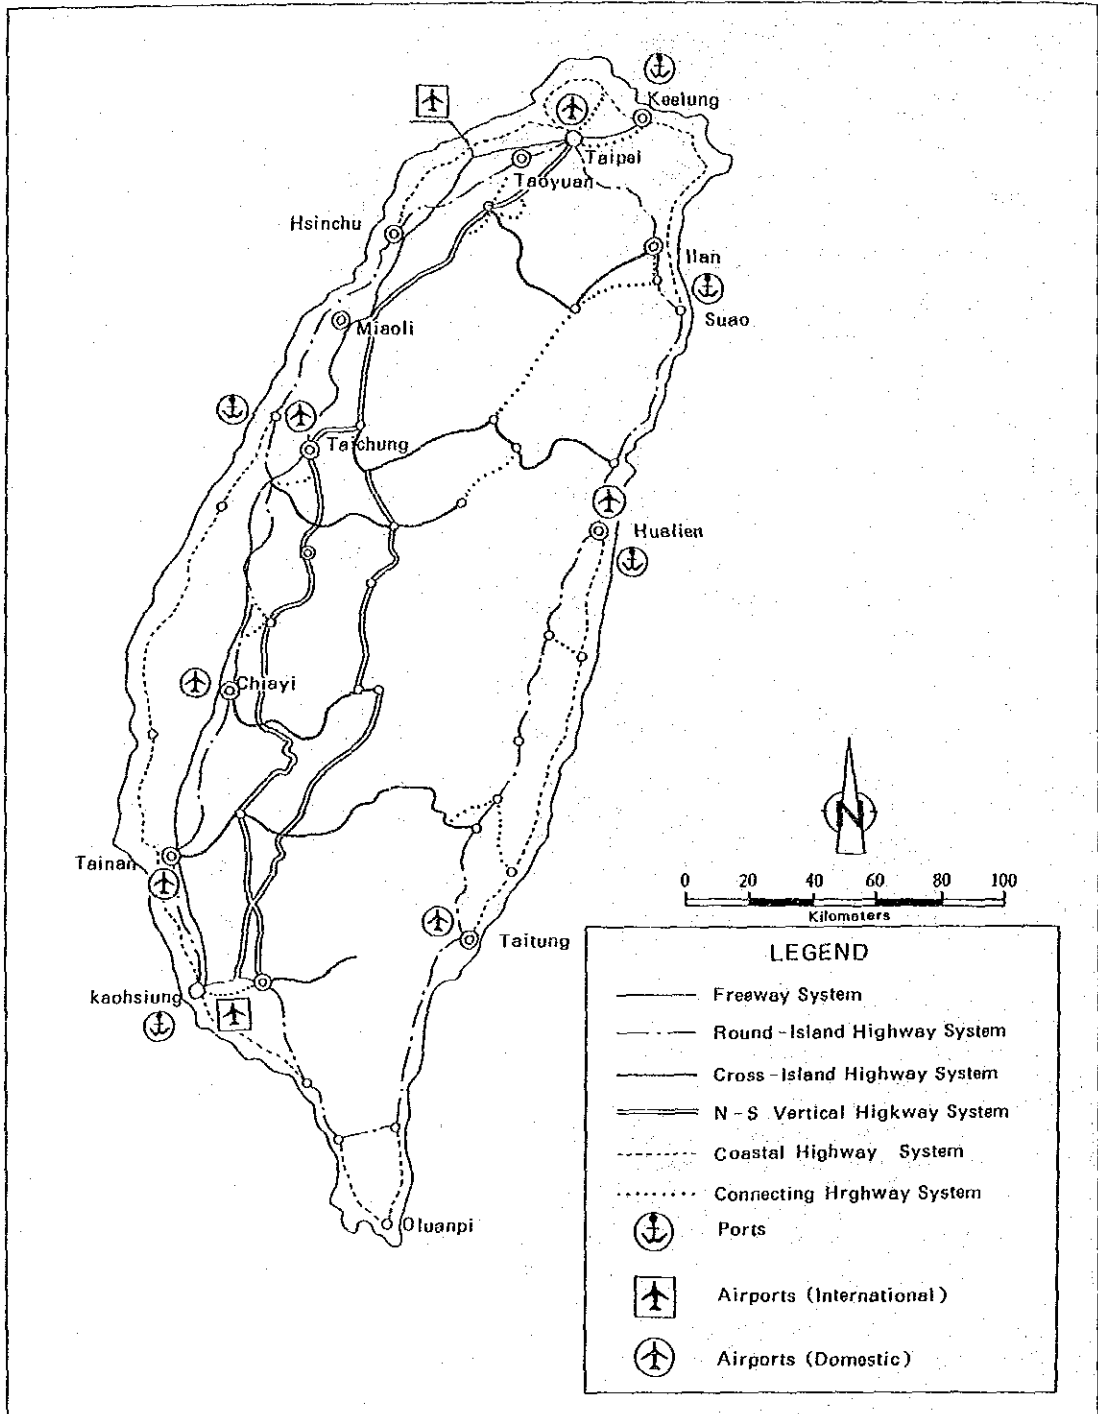 Keelung
Taipei
Taoyuan
Hsinchu
Ilan
Suao
Miaoli
Taichung
Hualien
Chiayi
Tainan
Taitung
kaohsiung
Oluanpi
N
0 20 40 60 80 100
Kilometers
LEGEND
Freeway System
Round-Island Highway System
Cross-Island Highway System
N-S Vertical Higkway System
Coastal Highway System
Connecting Hrghway System
Ports
Airports (International)
Airports (Domestic)